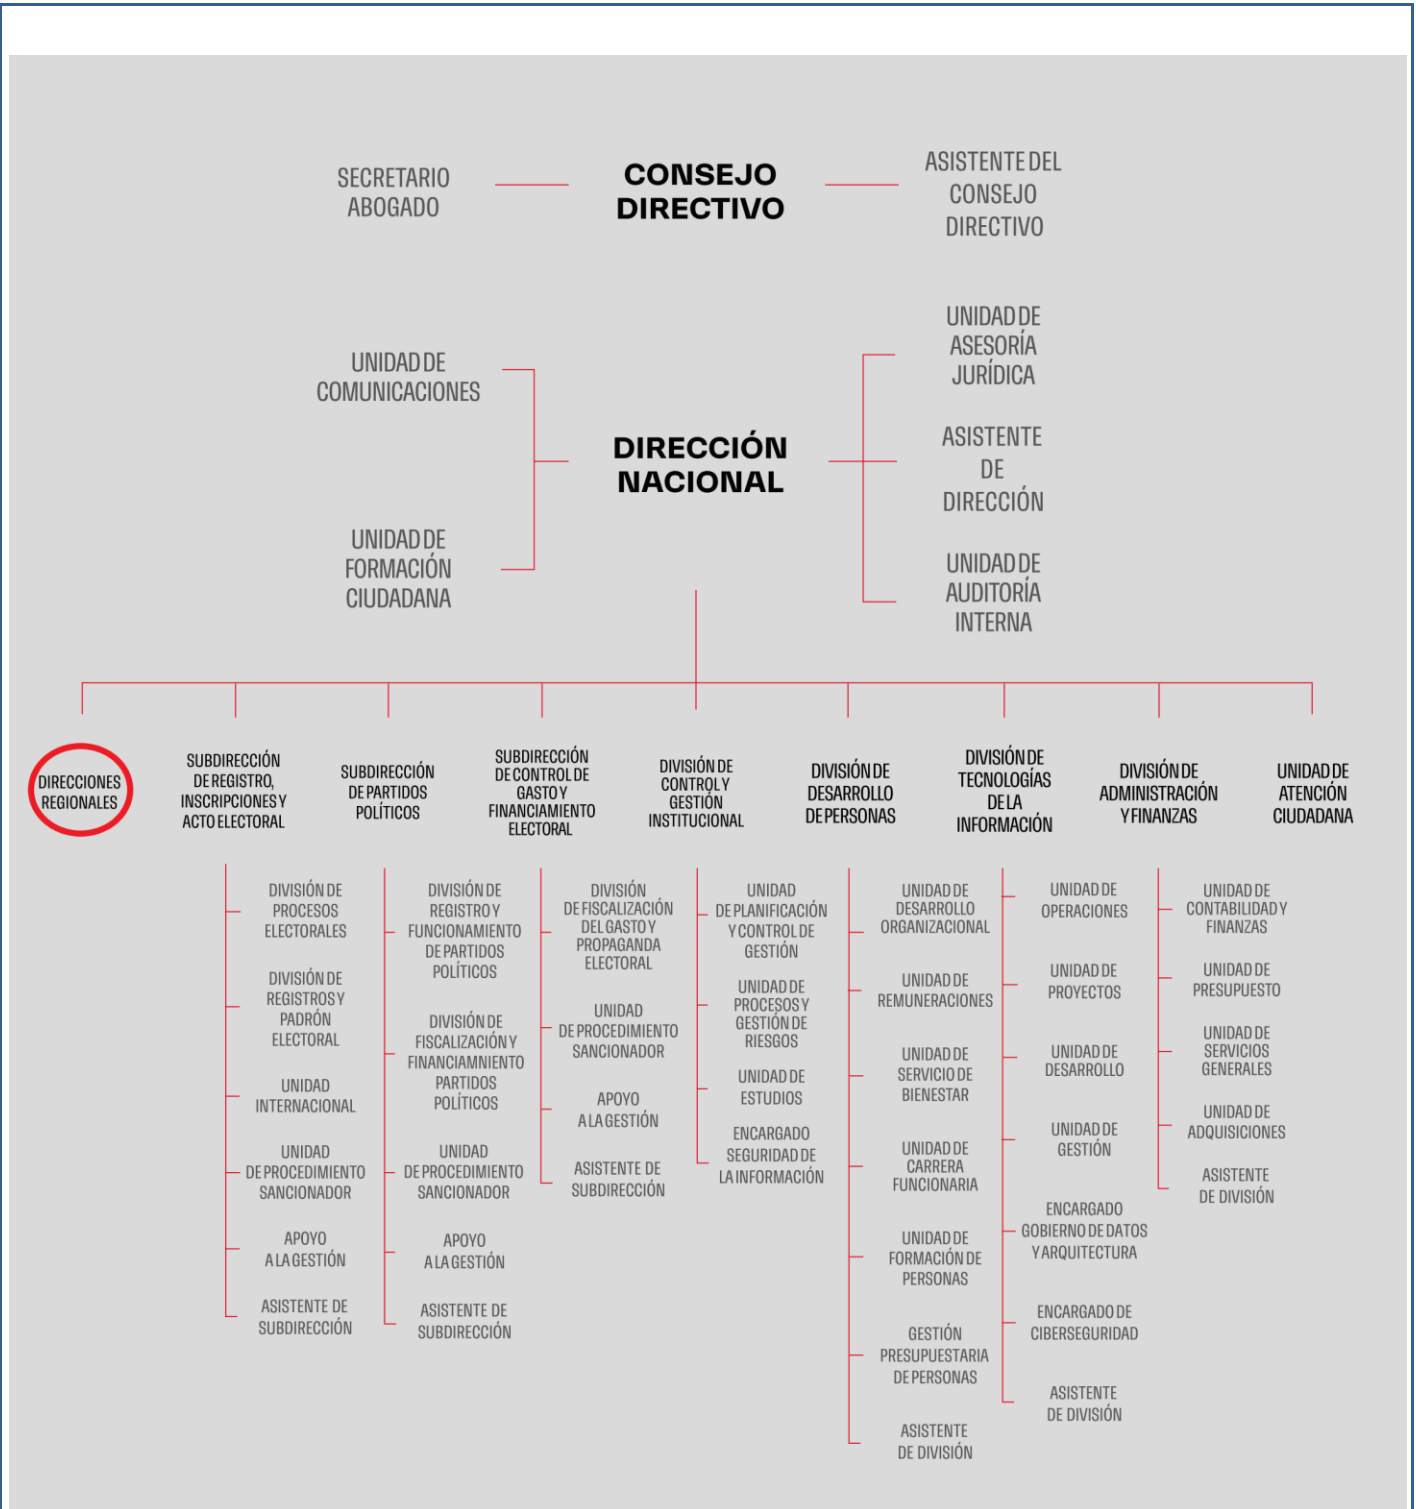 SECRETARIO
ABOGADO
CONSEJO
DIRECTIVO
ASISTENTE DEL
CONSEJO
DIRECTIVO
UNIDAD DE
COMUNICACIONES
UNIDAD DE
FORMACIÓN
CIUDADANA
DIRECCIÓN
NACIONAL
UNIDAD DE
ASESORÍA
JURÍDICA
ASISTENTE
DE
DIRECCIÓN
UNIDAD DE
AUDITORÍA
INTERNA
DIRECCIONES
REGIONALES
SUBDIRECCIÓN
DE REGISTRO,
INSCRIPCIONES Y
ACTO ELECTORAL
DIVISIÓN DE
PROCESOS
ELECTORALES
DIVISIÓN DE
REGISTROS Y
PADRÓN
ELECTORAL
UNIDAD
INTERNACIONAL
UNIDAD
DE PROCEDIMIENTO
SANCIONADOR
APOYO
A LA GESTIÓN
ASISTENTE DE
SUBDIRECCIÓN
SUBDIRECCIÓN
DE PARTIDOS
POLÍTICOS
DIVISIÓN DE
REGISTRO Y
FUNCIONAMIENTO
DE PARTIDOS
POLÍTICOS
DIVISIÓN DE
FISCALIZACIÓN Y
FINANCIAMNIENTO
PARTIDOS
POLÍTICOS
UNIDAD
DE PROCEDIMIENTO
SANCIONADOR
APOYO
A LA GESTIÓN
ASISTENTE DE
SUBDIRECCIÓN
SUBDIRECCIÓN
DE CONTROL DE
GASTO Y
FINANCIAMIENTO
ELECTORAL
DIVISIÓN
DE FISCALIZACIÓN
DEL GASTO Y
PROPAGANDA
ELECTORAL
UNIDAD
DE PROCEDIMIENTO
SANCIONADOR
APOYO
A LA GESTIÓN
ASISTENTE DE
SUBDIRECCIÓN
DIVISIÓN DE
CONTROL Y
GESTIÓN
INSTITUCIONAL
UNIDAD
DE PLANIFICACIÓN
Y CONTROL DE
GESTIÓN
UNIDAD DE
PROCESOS Y
GESTIÓN DE
RIESGOS
UNIDAD DE
ESTUDIOS
ENCARGADO
SEGURIDAD DE
LA INFORMACIÓN
DIVISIÓN DE
DESARROLLO
DE PERSONAS
UNIDAD DE
DESARROLLO
ORGANIZACIONAL
UNIDAD DE
REMUNERACIONES
UNIDAD DE
SERVICIO DE
BIENESTAR
UNIDAD DE
CARRERA
FUNCIONARIA
UNIDAD DE
FORMACIÓN DE
PERSONAS
GESTIÓN
PRESUPUESTARIA
DE PERSONAS
ASISTENTE
DE DIVISIÓN
DIVISIÓN DE
TECNOLOGÍAS
DE LA
INFORMACIÓN
UNIDAD DE
OPERACIONES
UNIDAD DE
PROYECTOS
UNIDAD DE
DESARROLLO
UNIDAD DE
GESTIÓN
ENCARGADO
GOBIERNO DE DATOS
Y ARQUITECTURA
ENCARGADO DE
CIBERSEGURIDAD
ASISTENTE
DE DIVISIÓN
DIVISIÓN DE
ADMINISTRACIÓN
Y FINANZAS
UNIDAD DE
CONTABILIDAD Y
FINANZAS
UNIDAD DE
PRESUPUESTO
UNIDAD DE
SERVICIOS
GENERALES
UNIDAD DE
ADQUISICIONES
ASISTENTE
DE DIVISIÓN
UNIDAD DE
ATENCIÓN
CIUDADANA